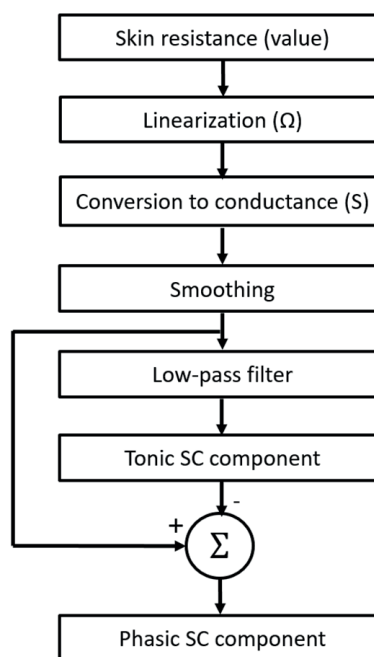 Skin resistance (value)
Linearization (Ω)
Conversion to conductance (S)
Smoothing
Low-pass filter
Tonic SC component
-
+
Σ
Phasic SC component